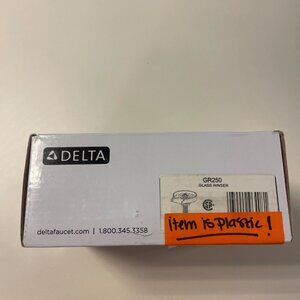 DELTA
GR250
GLASS RINSER
item is plastic!
deltafaucet.com | 1.800.345.3358